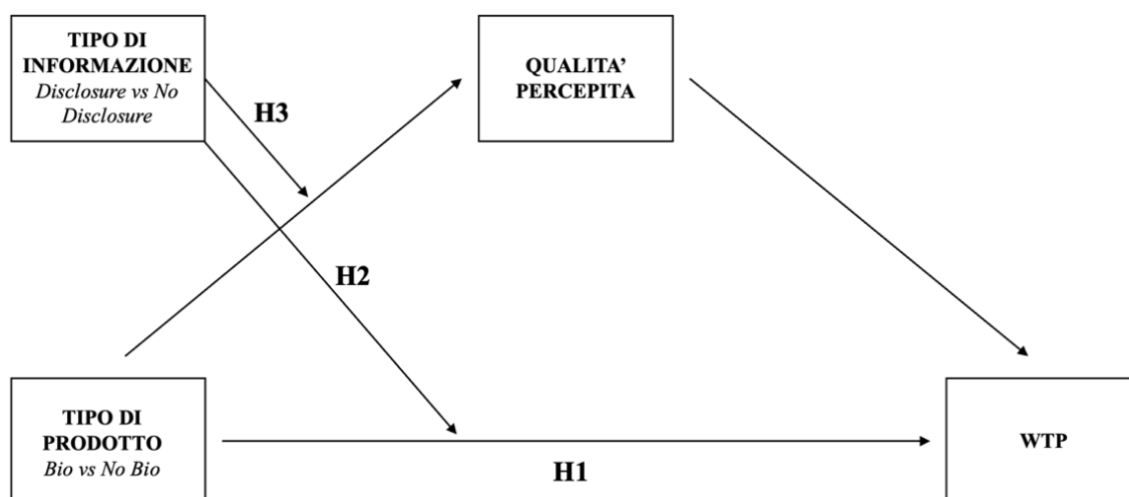 TIPO DI
INFORMAZIONE
Disclosure vs No
Disclosure
QUALITA'
PERCEPITA
H3
H2
TIPO DI
PRODOTTO
Bio vs No Bio
WTP
H1